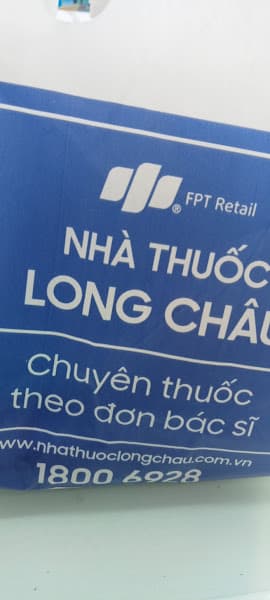 FPT Retail
NHÀ THUỐC
LONG CHÂU
Chuyên thuốc
theo đơn bác sĩ
www.nhathuoclongchau.com.vn
1800 6928